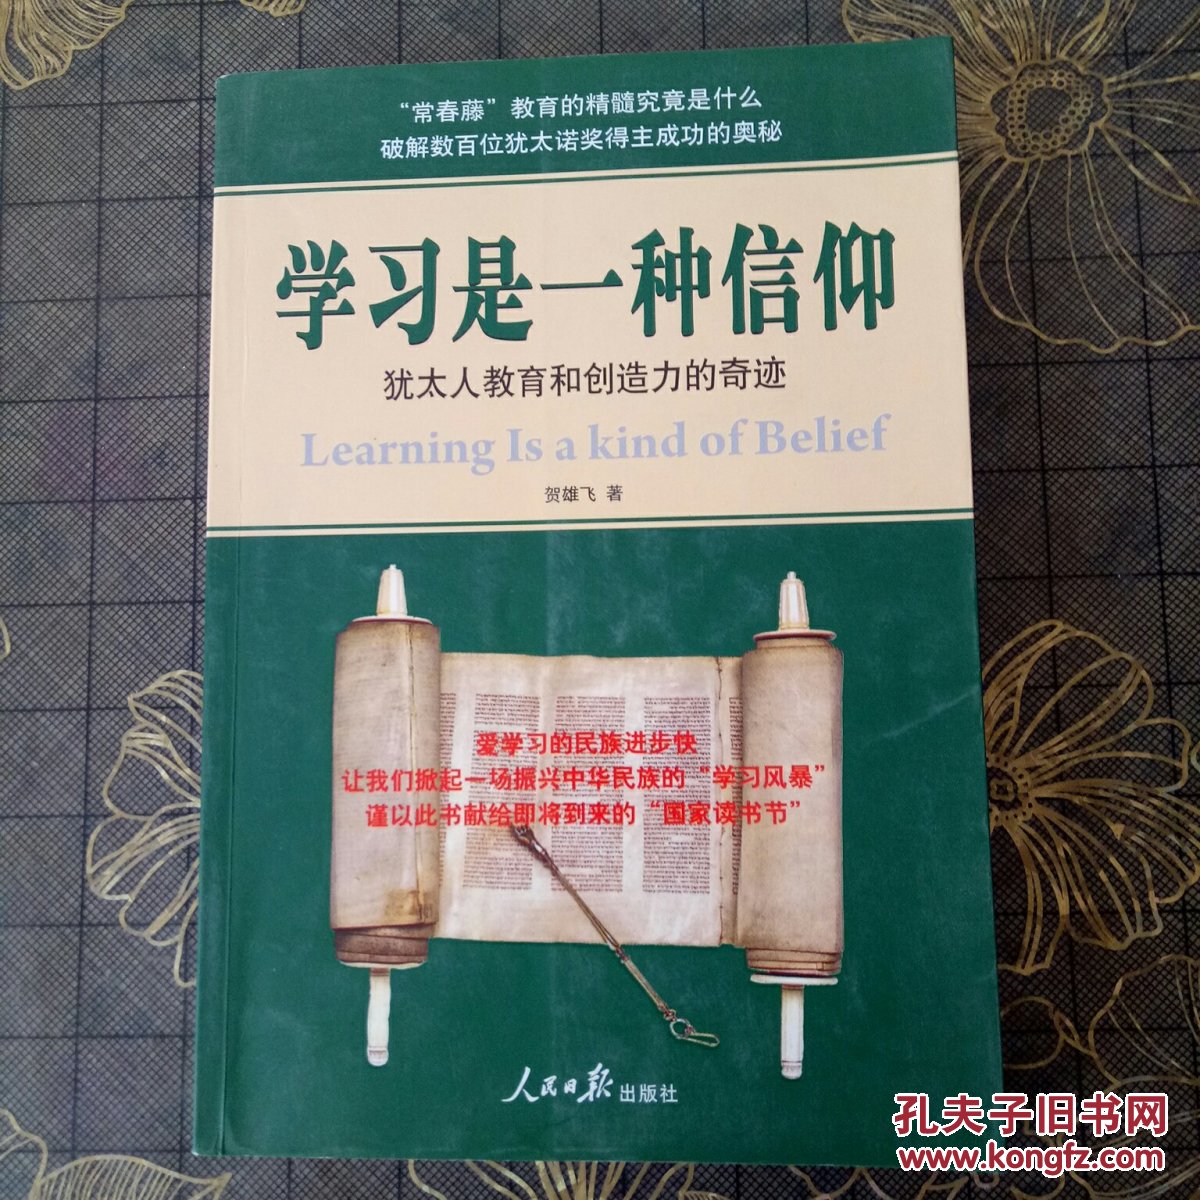 “常春藤”教育的精髓究竟是什么
破解数百位犹太诺奖得主成功的奥秘
学习是一种信仰
犹太人教育和创造力的奇迹
Learning Is a kind of Belief
贺雄飞 著
爱学习的民族进步快
让我们掀起一场振兴中华民族的“学习风暴”
谨以此书献给即将到来的“国家读书节”
人民日报出版社
孔夫子旧书网
www.kongfz.com